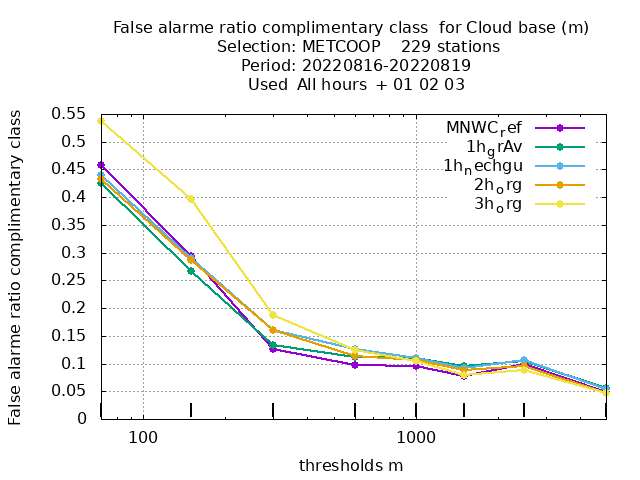 False alarme ratio complimentary class  for Cloud base (m)
Selection: METCOOP    229 stations
Period: 20220816-20220819
Used  All hours  + 01 02 03
False alarme ratio complimentary class
0.55
0.5
0.45
0.4
0.35
0.3
0.25
0.2
0.15
0.1
0.05
0
MNWC_ref
1h_grAv
1h_nechgu
2h_org
3h_org
100
1000
thresholds m